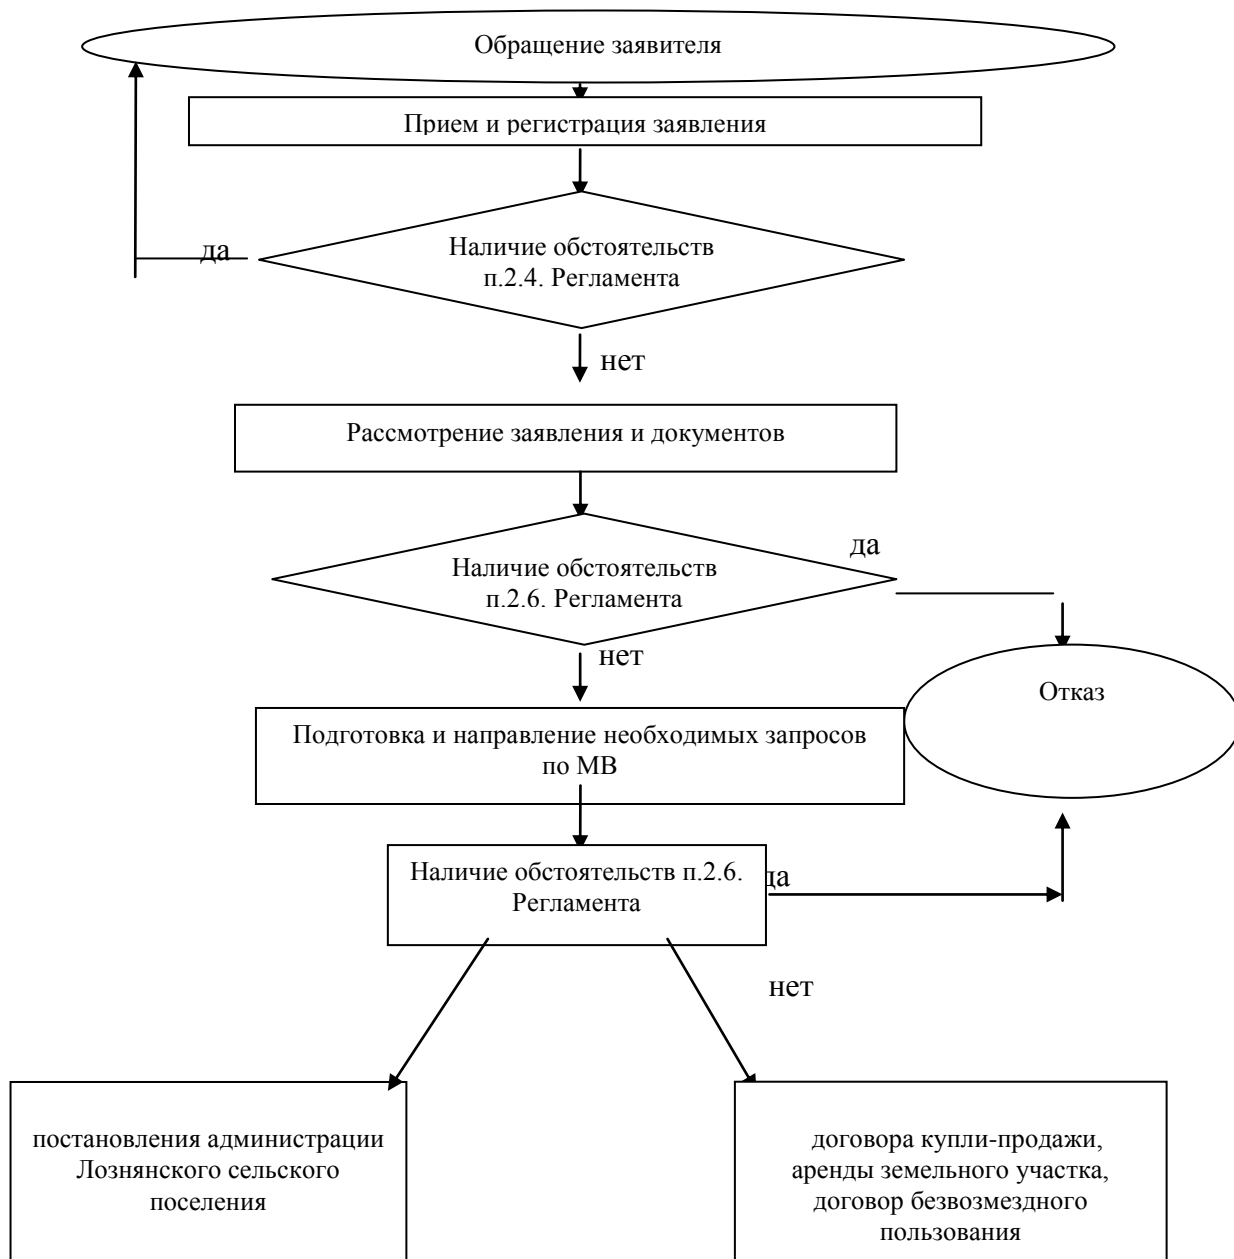 Обращение заявителя
Прием и регистрация заявления
да
Наличие обстоятельств
п.2.4. Регламента
нет
Рассмотрение заявления и документов
да
Наличие обстоятельств
п.2.6. Регламента
нет
Отказ
Подготовка и направление необходимых запросов
по МВ
Наличие обстоятельств п.2.6.
Регламента
да
нет
постановления администрации
Лознянского сельского
поселения
договора купли-продажи,
аренды земельного участка,
договор безвозмездного
пользования